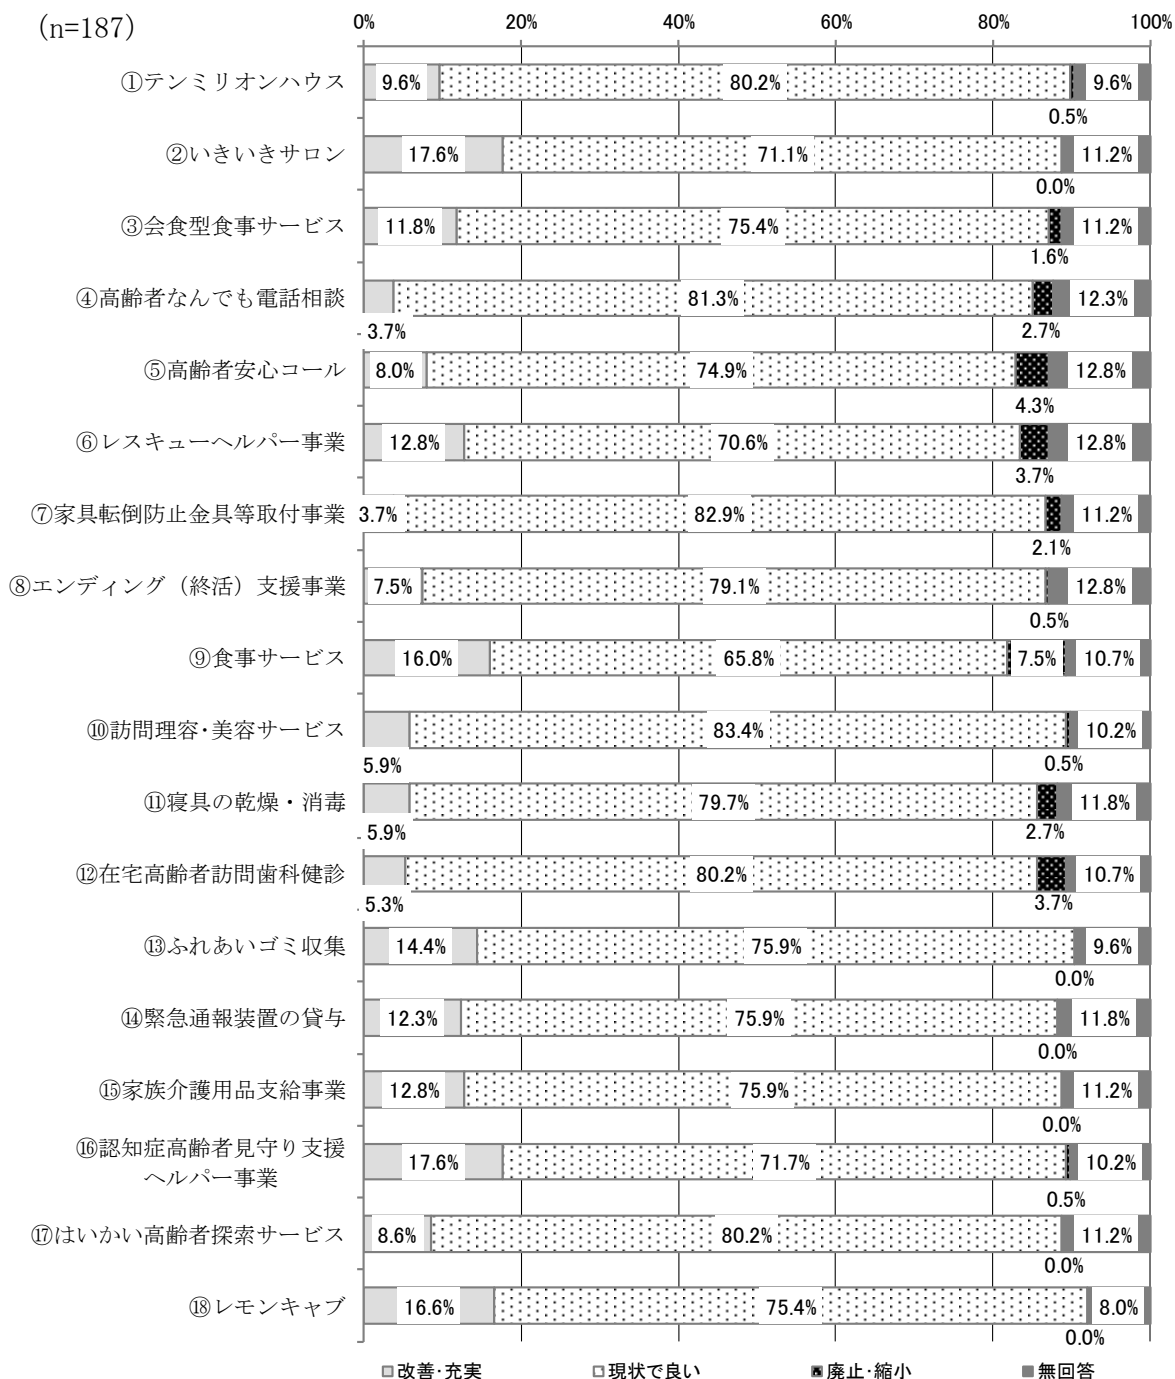 (n=187)
0% 20% 40% 60% 80% 100%
①テンミリオンハウス 9.6% 80.2% 9.6%
0.5%
②いきいきサロン 17.6% 71.1% 11.2%
0.0%
③会食型食事サービス 11.8% 75.4% 11.2%
1.6%
④高齢者なんでも電話相談 81.3% 12.3%
3.7% 2.7%
⑤高齢者安心コール 8.0% 74.9% 12.8%
4.3%
⑥レスキューヘルパー事業 12.8% 70.6% 12.8%
3.7%
⑦家具転倒防止金具等取付事業 3.7% 82.9% 11.2%
2.1%
⑧エンディング（終活）支援事業 7.5% 79.1% 12.8%
0.5%
⑨食事サービス 16.0% 65.8% 7.5% 10.7%
⑩訪問理容･美容サービス 83.4% 10.2%
5.9% 0.5%
⑪寝具の乾燥・消毒 79.7% 11.8%
5.9% 2.7%
⑫在宅高齢者訪問歯科健診 80.2% 10.7%
5.3% 3.7%
⑬ふれあいゴミ収集 14.4% 75.9% 9.6%
0.0%
⑭緊急通報装置の貸与 12.3% 75.9% 11.8%
0.0%
⑮家族介護用品支給事業 12.8% 75.9% 11.2%
0.0%
⑯認知症高齢者見守り支援
ヘルパー事業 17.6% 71.7% 10.2%
0.5%
⑰はいかい高齢者探索サービス 8.6% 80.2% 11.2%
0.0%
⑱レモンキャブ 16.6% 75.4% 8.0%
0.0%
改善･充実 現状で良い 廃止･縮小 無回答